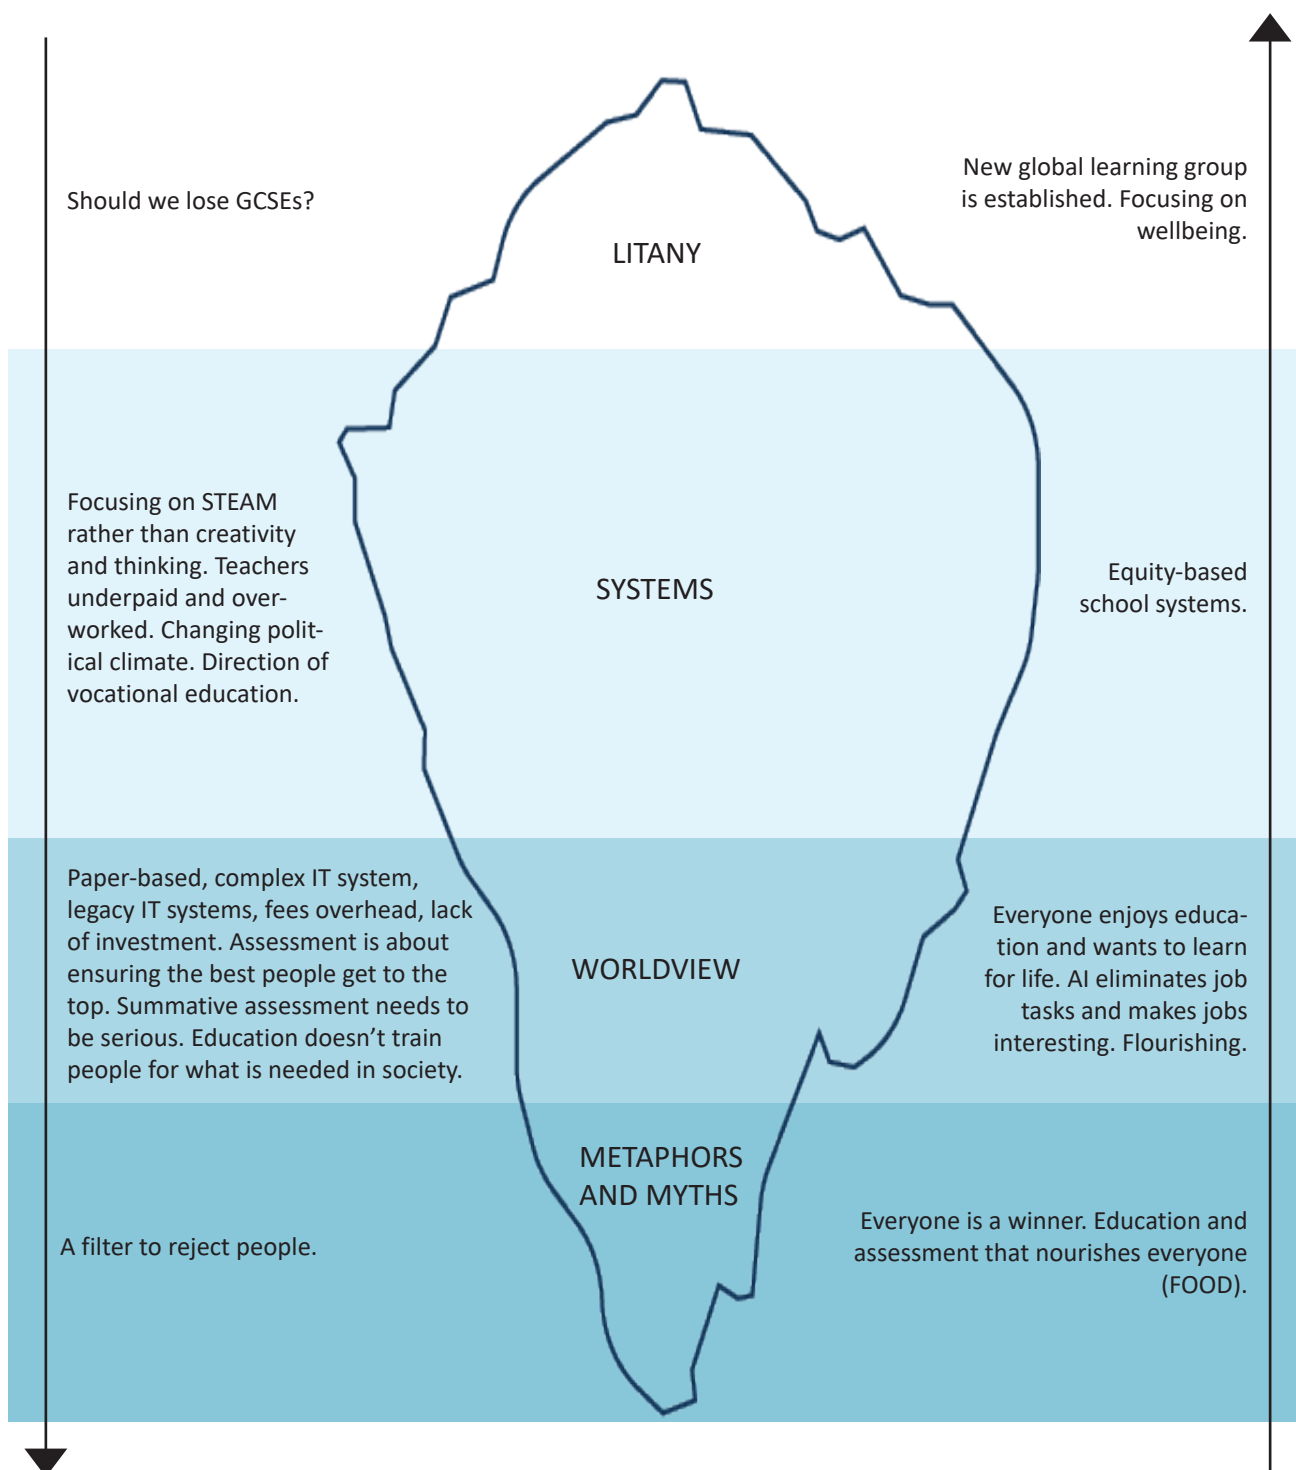 Should we lose GCSEs?
LITANY
New global learning group
is established. Focusing on
wellbeing.
Focusing on STEAM
rather than creativity
and thinking. Teachers
underpaid and over-
worked. Changing polit-
ical climate. Direction of
vocational education.
SYSTEMS
Equity-based
school systems.
Paper-based, complex IT system,
legacy IT systems, fees overhead, lack
of investment. Assessment is about
ensuring the best people get to the
top. Summative assessment needs to
be serious. Education doesn’t train
people for what is needed in society.
WORLDVIEW
Everyone enjoys educa-
tion and wants to learn
for life. AI eliminates job
tasks and makes jobs
interesting. Flourishing.
A filter to reject people.
METAPHORS
AND MYTHS
Everyone is a winner. Education and
assessment that nourishes everyone
(FOOD).